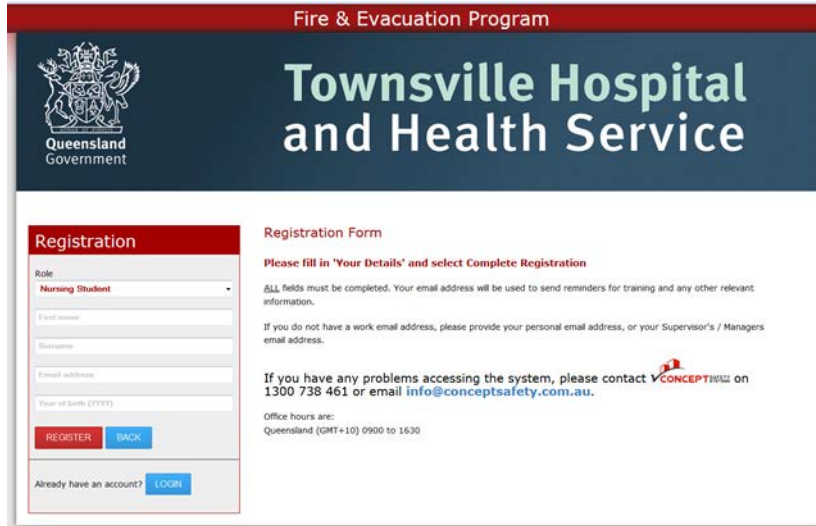 Fire & Evacuation Program
Queensland
Government
Townsville Hospital
and Health Service
Registration
Role
Nursing Student
First name
Surname
Email address
Year of birth (YYYY)
REGISTER
BACK
Already have an account? LOGIN
Registration Form
Please fill in 'Your Details' and select Complete Registration
ALL fields must be completed. Your email address will be used to send reminders for training and any other relevant
information.
If you do not have a work email address, please provide your personal email address, or your Supervisor's / Managers
email address.
If you have any problems accessing the system, please contact CONCEPT on
1300 738 461 or email info@conceptsafety.com.au.
Office hours are:
Queensland (GMT+10) 0900 to 1630